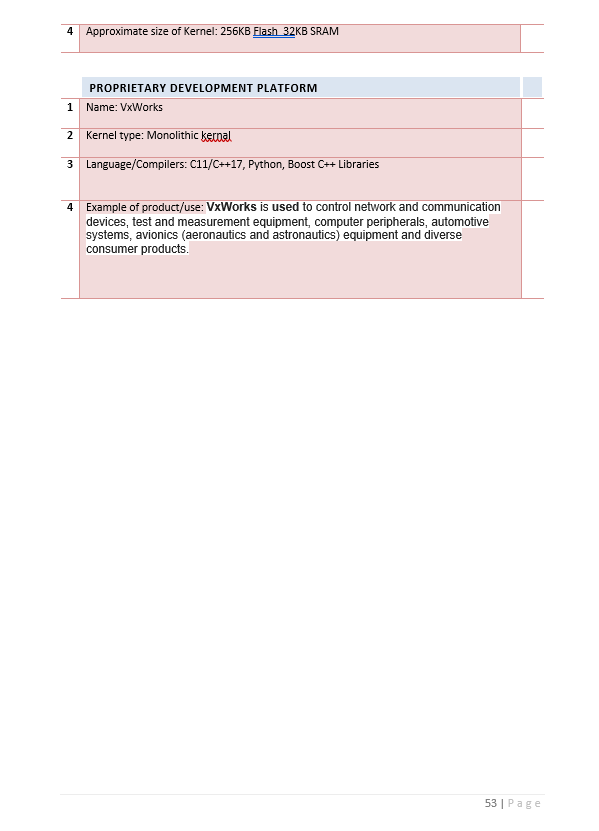 4 Approximate size of Kernel: 256KB Flash 32KB SRAM
PROPRIETARY DEVELOPMENT PLATFORM
1 Name: VxWorks
2 Kernel type: Monolithic kernal
3 Language/Compilers: C11/C++17, Python, Boost C++ Libraries
4 Example of product/use: VxWorks is used to control network and communication
devices, test and measurement equipment, computer peripherals, automotive
systems, avionics (aeronautics and astronautics) equipment and diverse
consumer products.
53 | Page